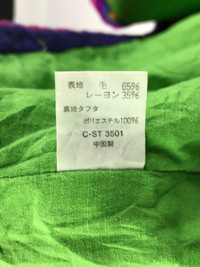 表地 毛 65%
レーヨン 35%
裏地タフタ
ポリエステル100%
C-ST 3501
中国製